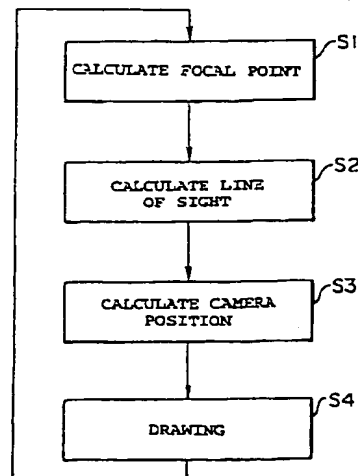 S1
CALCULATE FOCAL POINT
S2
CALCULATE LINE
OF SIGHT
S3
CALCULATE CAMERA
POSITION
S4
DRAWING